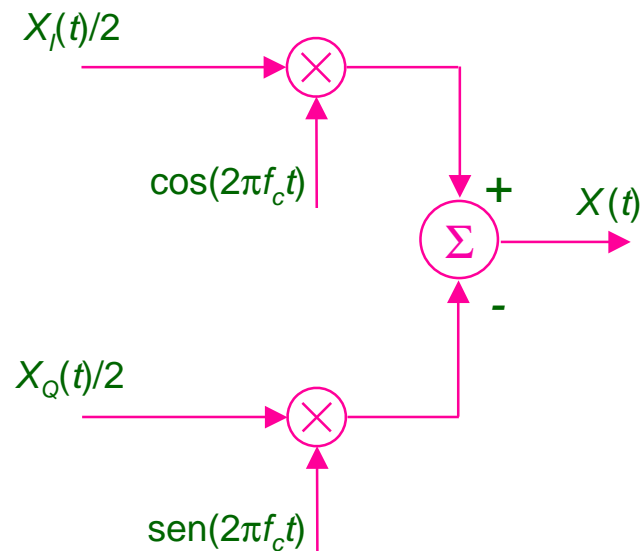 X_I(t)/2
cos(2πf_ct)
+
X(t)
Σ
-
X_Q(t)/2
sen(2πf_ct)